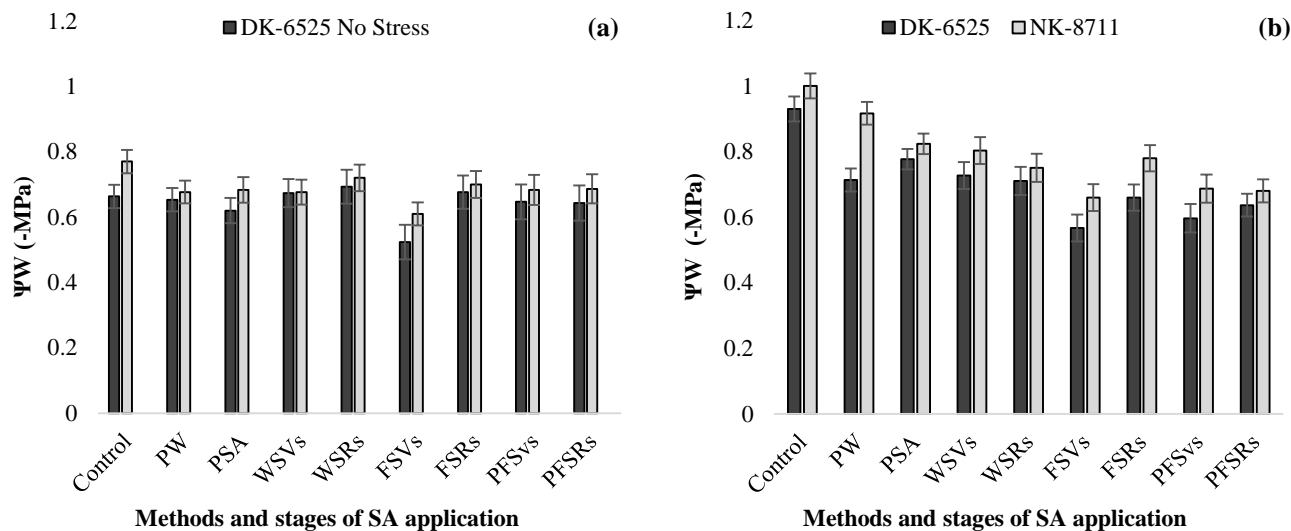 DK-6525 No Stress
(a)
ΨW (-MPa)
1.2
1
0.8
0.6
0.4
0.2
0
Control
PW
PSA
WSVs
WSRs
FSVs
FSRs
PFSvs
PFSRs
Methods and stages of SA application
DK-6525
NK-8711
(b)
ΨW (-MPa)
1.2
1
0.8
0.6
0.4
0.2
0
Control
PW
PSA
WSVs
WSRs
FSVs
FSRs
PFSvs
PFSRs
Methods and stages of SA application